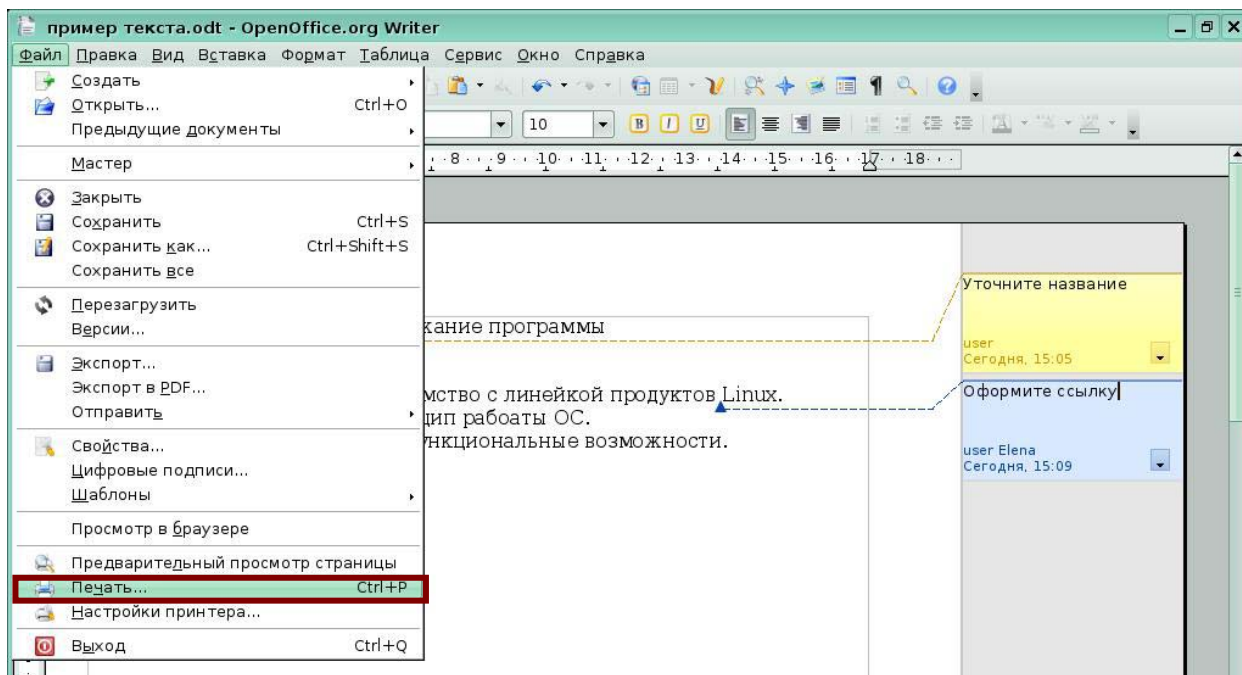 пример текста.odt - OpenOffice.org Writer
Файл Правка Вид Вставка Формат Таблица Сервис Окно Справка
Создать
Открыть... Ctrl+O
Предыдущие документы
Мастер
Закрыть
Сохранить Ctrl+S
Сохранить как... Ctrl+Shift+S
Сохранить все
Перезагрузить
Версии...
Экспорт...
Экспорт в PDF...
Отправить
Свойства...
Цифровые подписи...
Шаблоны
Просмотр в браузере
Предварительный просмотр страницы
Печать... Ctrl+P
Настройки принтера...
Выход Ctrl+Q
10 B I U
8 9 10 11 12 13 14 15 16 17 18
жание программы
мство с линейкой продуктов Linux.
цип рабоаты ОС.
ункциональные возможности.
Уточните название
user
Сегодня, 15:05
Оформите ссылку
user Elena
Сегодня, 15:09